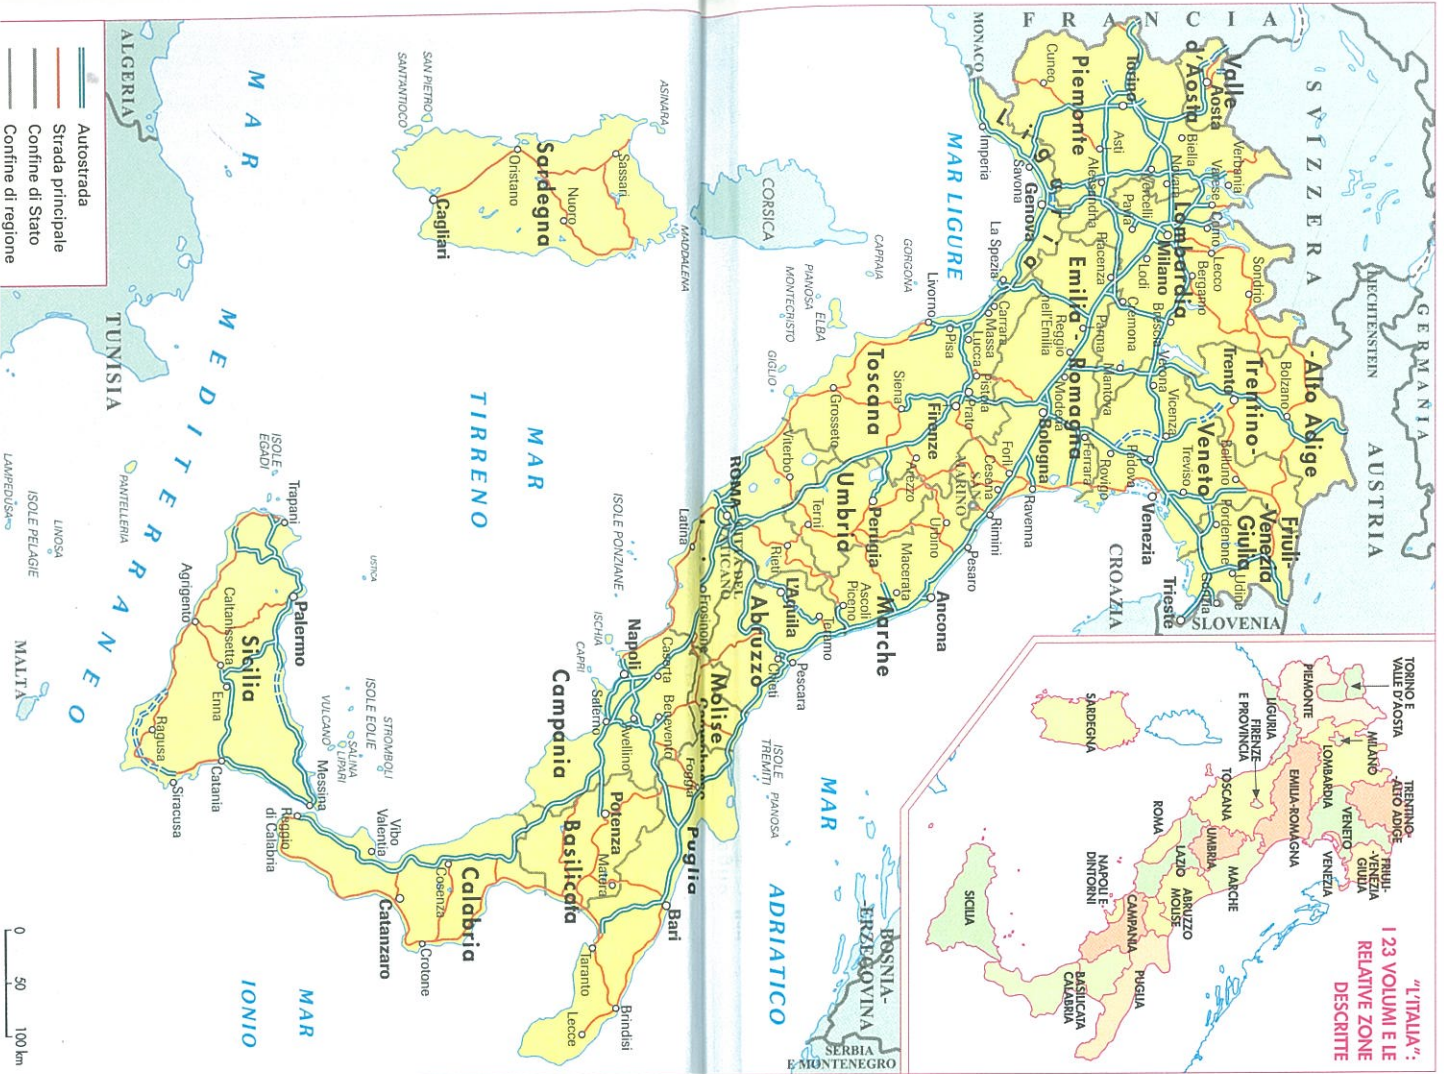 FRANCIA
SVIZZERA
LIECHTENSTEIN
GERMANIA
AUSTRIA
SLOVENIA
CROAZIA
BOSNIA-
-ERZEGOVINA
SERBIA
E MONTENEGRO
MONACO
Valle
d'Aosta
Aosta
Piemonte
Torino
Cuneo
Asti
Alessandria
Biella
Verbania
Novara
Vercelli
Liguria
Imperia
Savona
Genova
La Spezia
Lombardia
Varese
Como
Lecco
Sondrio
Bergamo
Milano
Pavia
Lodi
Cremona
Brescia
Mantova
Trentino-
-Alto Adige
Bolzano
Trento
Veneto
Verona
Vicenza
Belluno
Treviso
Padova
Rovigo
Venezia
Friuli-
-Venezia
Giulia
Pordenone
Udine
Gorizia
Trieste
Emilia-Romagna
Piacenza
Parma
Reggio
nell'Emilia
Modena
Bologna
Ferrara
Ravenna
Forlì
Cesena
Rimini
SAN
MARINO
Toscana
Carrara
Massa
Lucca
Pistoia
Prato
Pisa
Livorno
Firenze
Siena
Arezzo
Grosseto
Umbria
Perugia
Terni
Marche
Pesaro
Urbino
Ancona
Macerata
Ascoli
Piceno
Viterbo
Rieti
ROMA
CITTÀ DEL
VATICANO
Latina
Frosinone
Abruzzo
L'Aquila
Teramo
Pescara
Chieti
Molise
Campobasso
Campania
Caserta
Napoli
Benevento
Avellino
Salerno
Puglia
Foggia
Bari
Taranto
Brindisi
Lecce
Basilicata
Potenza
Matera
Calabria
Cosenza
Crotone
Catanzaro
Vibo
Valentia
Reggio
di Calabria
Sicilia
Messina
Palermo
Trapani
Agrigento
Caltanissetta
Enna
Catania
Siracusa
Ragusa
Sardegna
Sassari
Nuoro
Oristano
Cagliari
CORSICA
ASINARA
MADDALENA
SAN PIETRO
SANT'ANTIOCO
CAPRAIA
GORGONA
ELBA
PIANOSA
MONTECRISTO
GIGLIO
ISOLE PONZIANE
ISCHIA
CAPRI
USTICA
ISOLE
EGADI
PANTELLERIA
LINOSA
ISOLE PELAGIE
LAMPEDUSA
STROMBOLI
ISOLE EOLIE
SALINA
LIPARI
VULCANO
ISOLE
TREMITI
PIANOSA
MALTA
ALGERIA
TUNISIA
MAR LIGURE
MAR
TIRRENO
MAR
ADRIATICO
MAR
IONIO
MAR MEDITERRANEO
Autostrada
Strada principale
Confine di Stato
Confine di regione
0 50 100 km
"L'ITALIA":
I 23 VOLUMI E LE
RELATIVE ZONE
DESCRITTE
TORINO E
VALLE D'AOSTA
PIEMONTE
LIGURIA
MILANO
LOMBARDIA
TRENTINO-
-ALTO ADIGE
VENETO
VENEZIA
FRIULI-
-VENEZIA
GIULIA
EMILIA-ROMAGNA
FIRENZE
E PROVINCIA
TOSCANA
UMBRIA
MARCHE
ROMA
LAZIO
ABRUZZO
MOLISE
NAPOLI E
DINTORNI
CAMPANIA
PUGLIA
BASILICATA
CALABRIA
SICILIA
SARDEGNA